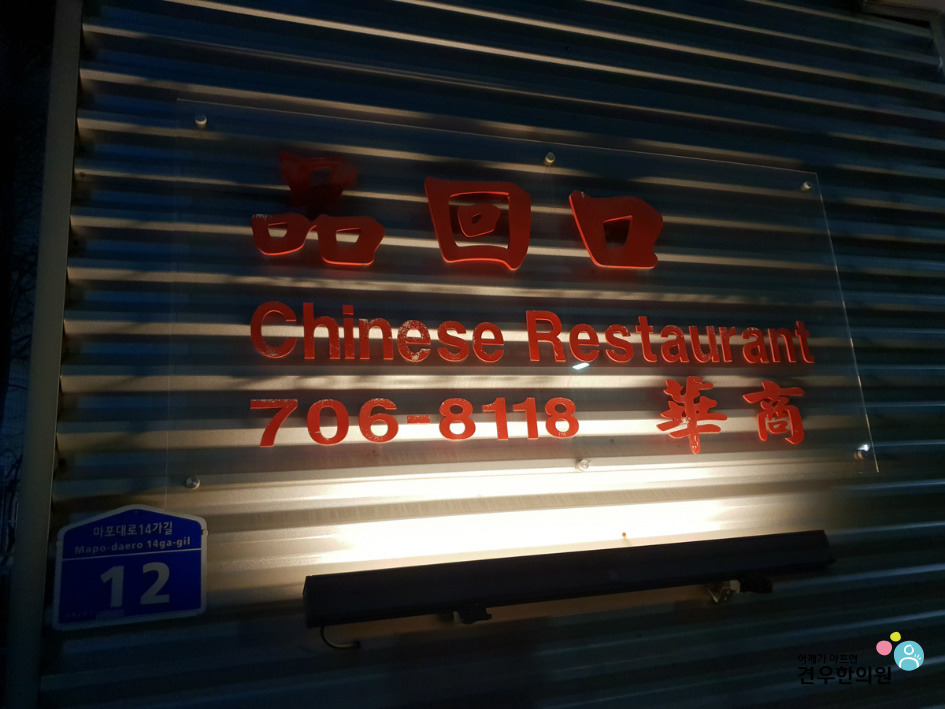 品回口
Chinese Restaurant
706-8118 華商
마포대로14가길
Mapo-daero 14ga-gil
12
어깨가 아프면
견우한의원